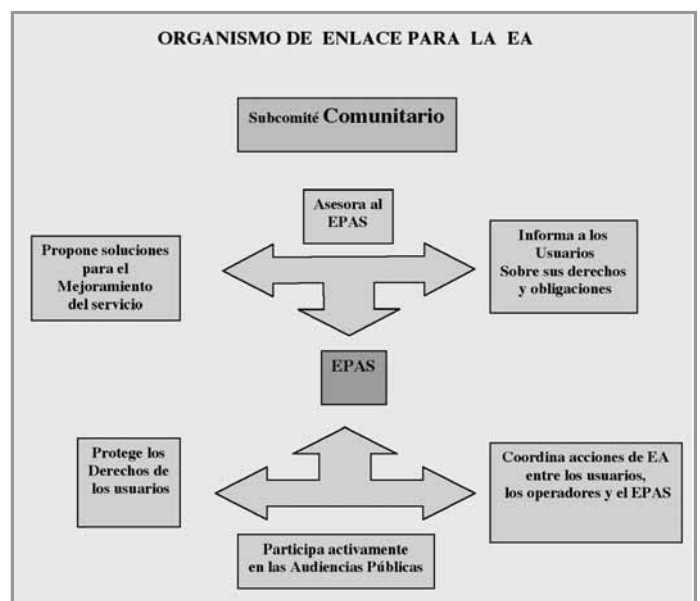 ORGANISMO DE ENLACE PARA LA EA
Subcomité Comunitario
Asesora al
EPAS
Propone soluciones
para el
Mejoramiento
del servicio
Informa a los
Usuarios
Sobre sus derechos
y obligaciones
EPAS
Protege los
Derechos de
los usuarios
Coordina acciones de EA
entre los usuarios,
los operadores y el EPAS
Participa activamente
en las Audiencias Públicas